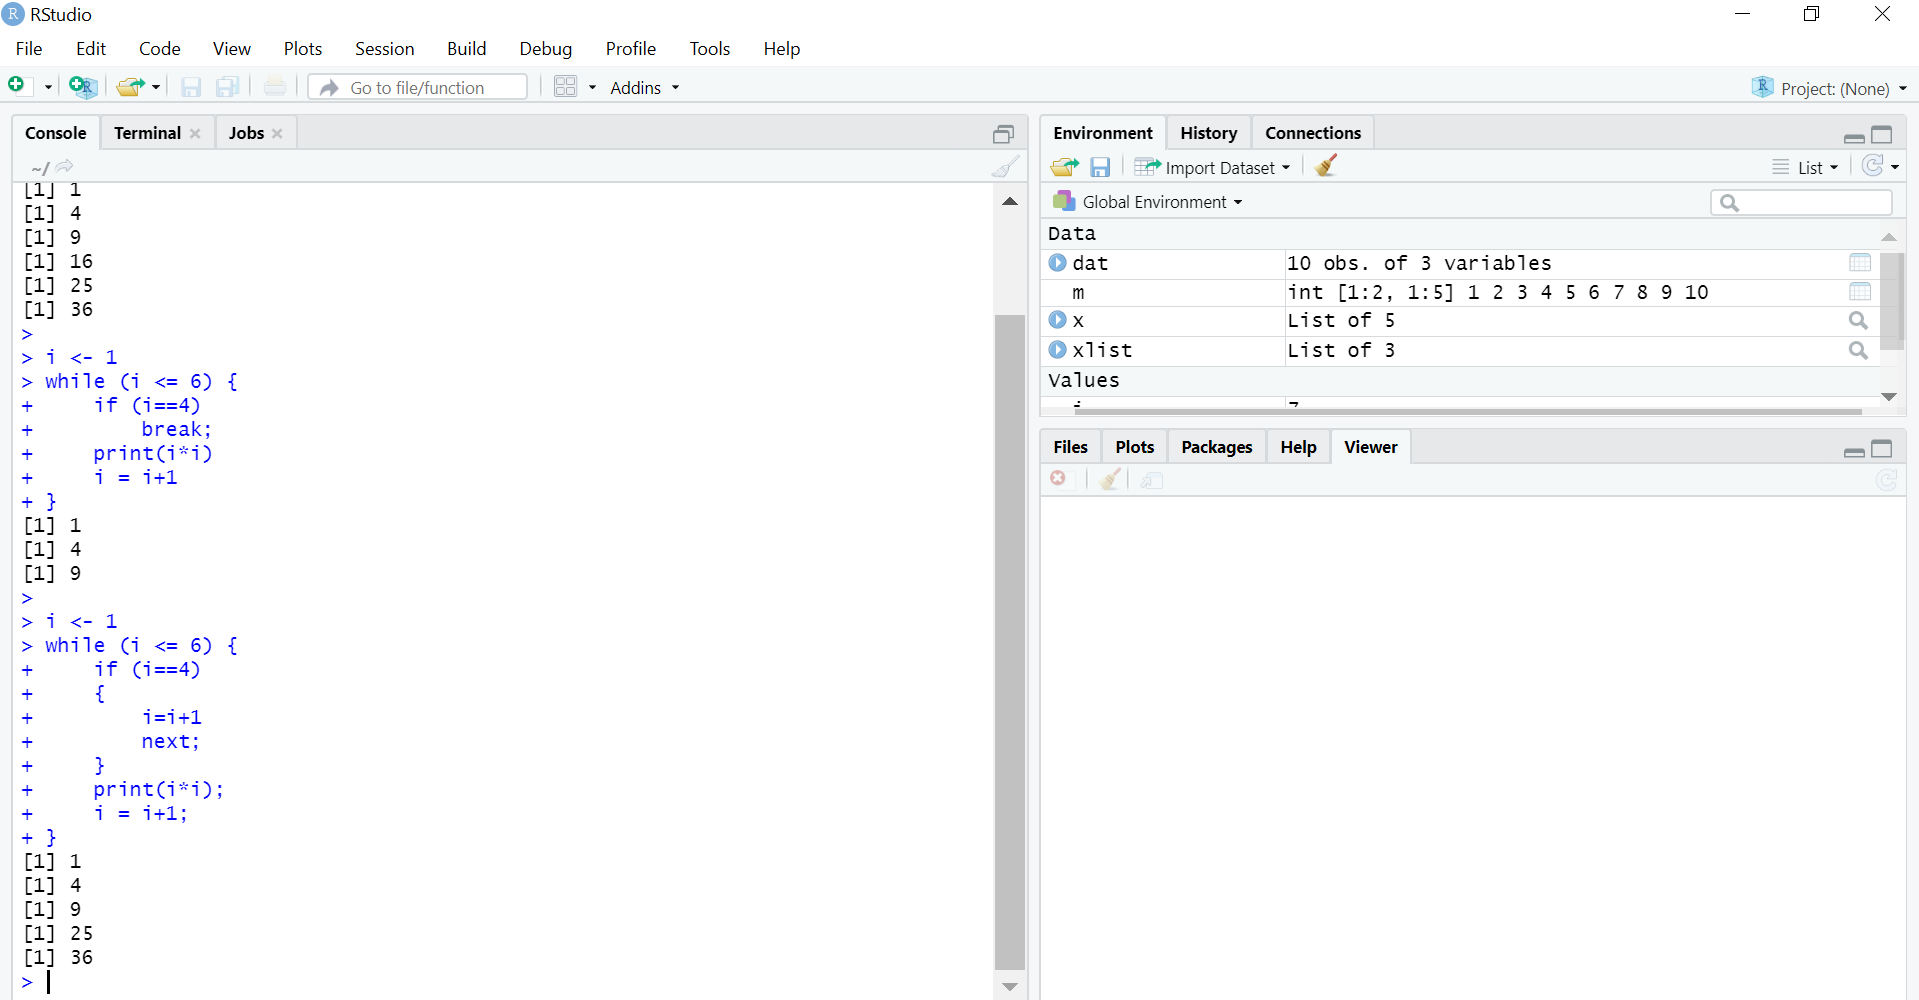 RStudio
File Edit Code View Plots Session Build Debug Profile Tools Help
Go to file/function Addins Project: (None)
Console Terminal Jobs
~/
[1] 1
[1] 4
[1] 9
[1] 16
[1] 25
[1] 36
>
> i <- 1
> while (i <= 6) {
+     if (i==4)
+         break;
+     print(i*i)
+     i = i+1
+ }
[1] 1
[1] 4
[1] 9
>
> i <- 1
> while (i <= 6) {
+     if (i==4)
+     {
+         i=i+1
+         next;
+     }
+     print(i*i);
+     i = i+1;
+ }
[1] 1
[1] 4
[1] 9
[1] 25
[1] 36
>
Environment History Connections
Import Dataset List
Global Environment
Data
dat 10 obs. of 3 variables
m int [1:2, 1:5] 1 2 3 4 5 6 7 8 9 10
x List of 5
xlist List of 3
Values
Files Plots Packages Help Viewer